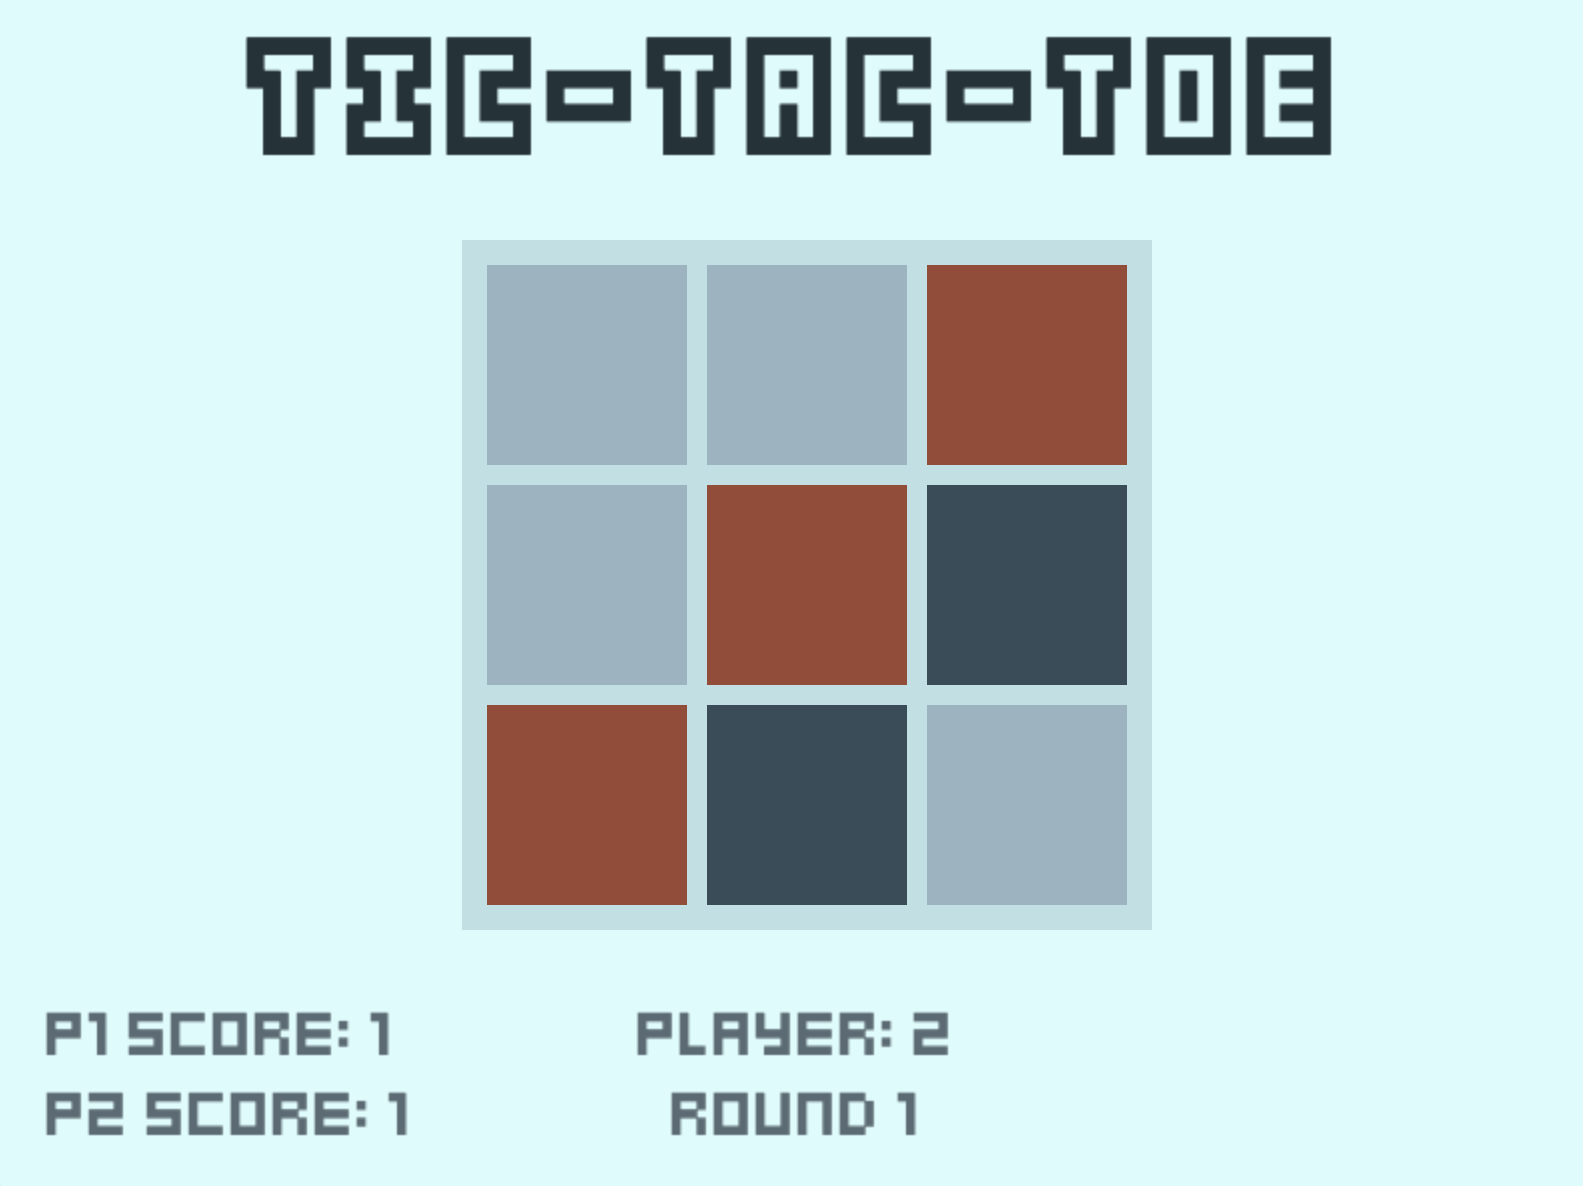 TIC-TAC-TOE
P1 SCORE: 1
PLAYER: 2
P2 SCORE: 1
ROUND 1